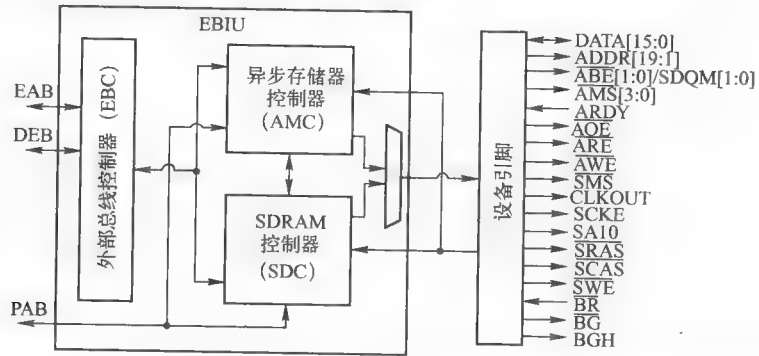 EBIU
EAB
DEB
PAB
外部总线控制器（EBC）
异步存储器
控制器
（AMC）
SDRAM
控制器
（SDC）
设备引脚
DATA[15:0]
ADDR[19:1]
ABE[1:0]/SDQM[1:0]
AMS[3:0]
ARDY
AOE
ARE
AWE
SMS
CLKOUT
SCKE
SA10
SRAS
SCAS
SWE
BR
BG
BGH